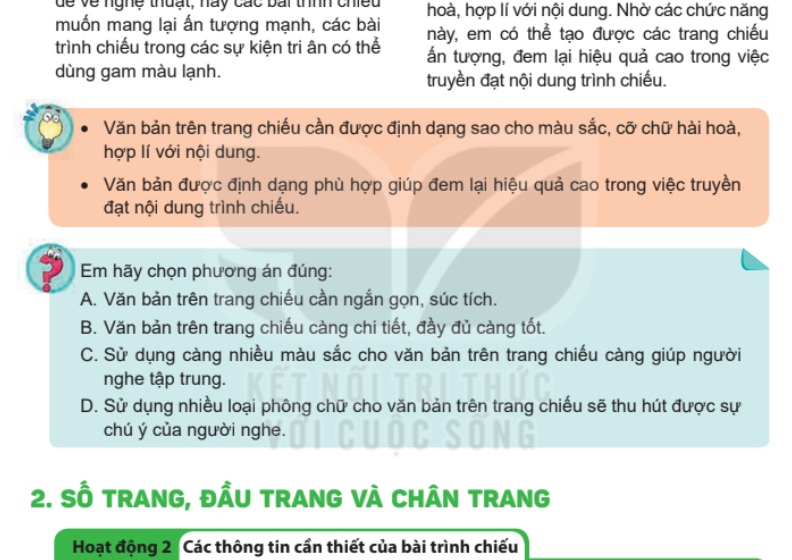 để về nghệ thuật, hay các bài trình chiếu
muốn mang lại ấn tượng mạnh, các bài
trình chiếu trong các sự kiện tri ân có thể
dùng gam màu lạnh.
hoà, hợp lí với nội dung. Nhờ các chức năng
này, em có thể tạo được các trang chiếu
ấn tượng, đem lại hiệu quả cao trong việc
truyền đạt nội dung trình chiếu.
• Văn bản trên trang chiếu cần được định dạng sao cho màu sắc, cỡ chữ hài hoà,
hợp lí với nội dung.
• Văn bản được định dạng phù hợp giúp đem lại hiệu quả cao trong việc truyền
đạt nội dung trình chiếu.
Em hãy chọn phương án đúng:
A. Văn bản trên trang chiếu cần ngắn gọn, súc tích.
B. Văn bản trên trang chiếu càng chi tiết, đầy đủ càng tốt.
C. Sử dụng càng nhiều màu sắc cho văn bản trên trang chiếu càng giúp người
nghe tập trung.
D. Sử dụng nhiều loại phông chữ cho văn bản trên trang chiếu sẽ thu hút được sự
chú ý của người nghe.
KẾT NỐI TRI THỨC
VỚI CUỘC SỐNG
2. SỐ TRANG, ĐẦU TRANG VÀ CHÂN TRANG
Hoạt động 2 Các thông tin cần thiết của bài trình chiếu